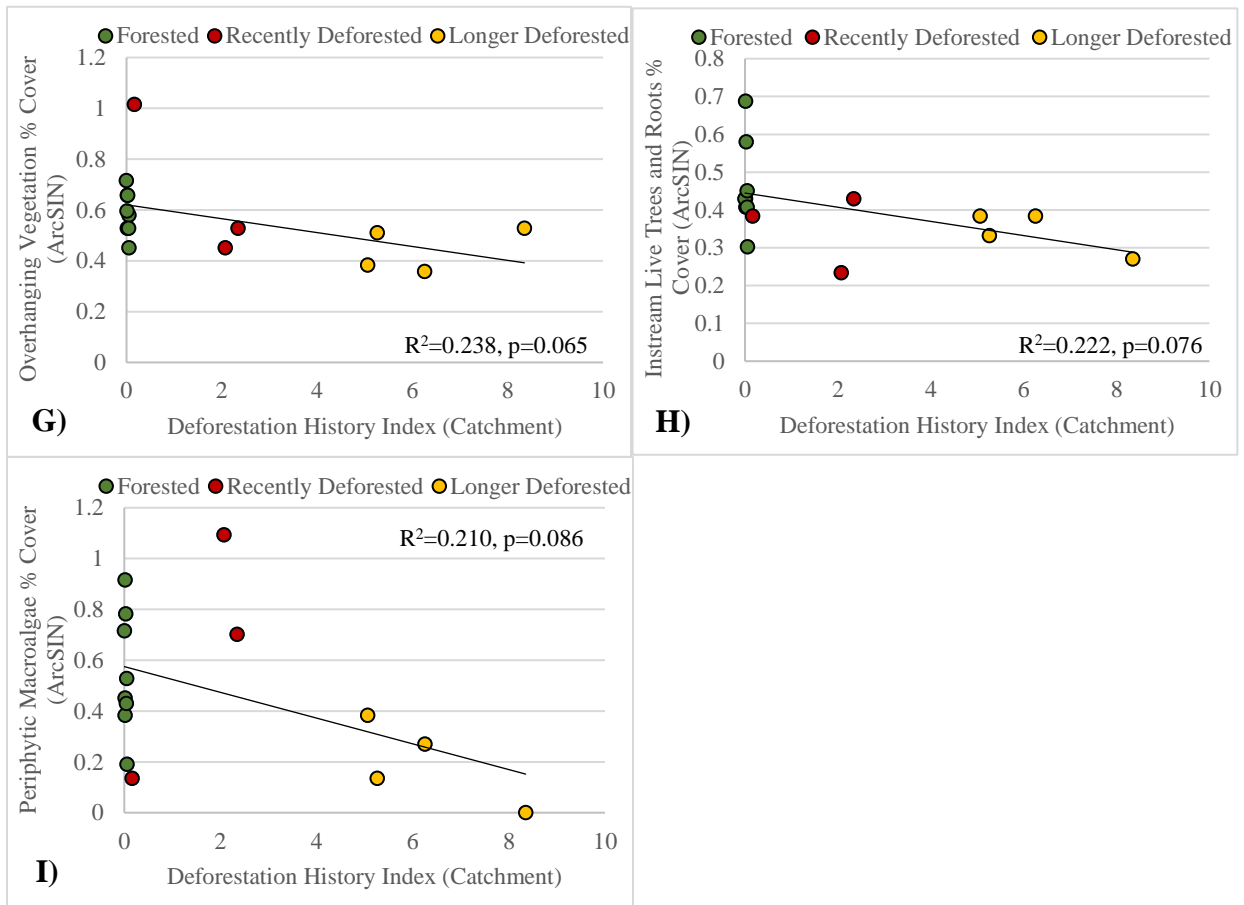 Forested Recently Deforested Longer Deforested
Overhanging Vegetation % Cover
(ArcSIN)
1.2
1
0.8
0.6
0.4
0.2
0
0 2 4 6 8 10
R²=0.238, p=0.065
Deforestation History Index (Catchment)
G)
Forested Recently Deforested Longer Deforested
Instream Live Trees and Roots %
Cover (ArcSIN)
0.8
0.7
0.6
0.5
0.4
0.3
0.2
0.1
0
0 2 4 6 8 10
R²=0.222, p=0.076
Deforestation History Index (Catchment)
H)
Forested Recently Deforested Longer Deforested
Periphytic Macroalgae % Cover
(ArcSIN)
1.2
1
0.8
0.6
0.4
0.2
0
0 2 4 6 8 10
R²=0.210, p=0.086
Deforestation History Index (Catchment)
I)